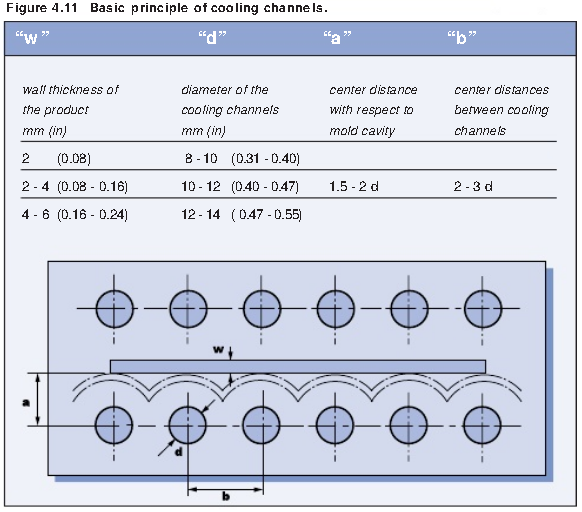 Figure 4.11 Basic principle of cooling channels.
“w” “d” “a” “b”
wall thickness of diameter of the center distance center distances
the product cooling channels with respect to between cooling
mm (in) mm (in) mold cavity channels
2 (0.08) 8 - 10 (0.31 - 0.40)
2 - 4 (0.08 - 0.16) 10 - 12 (0.40 - 0.47) 1.5 - 2 d 2 - 3 d
4 - 6 (0.16 - 0.24) 12 - 14 ( 0.47 - 0.55)
w
a
d
b